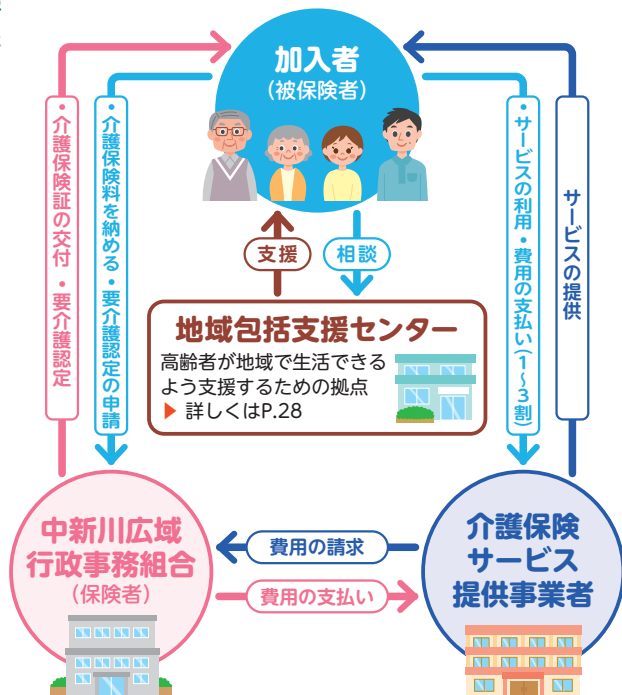 加入者
(被保険者)
・介護保険証の交付 ・要介護認定
・介護保険料を納める・要介護認定の申請
・サービスの利用・費用の支払い(1~3割)
サービスの提供
支援
相談
地域包括支援センター
高齢者が地域で生活できる
よう支援するための拠点
▶ 詳しくはP.28
中新川広域
行政事務組合
(保険者)
費用の請求
費用の支払い
介護保険
サービス
提供事業者